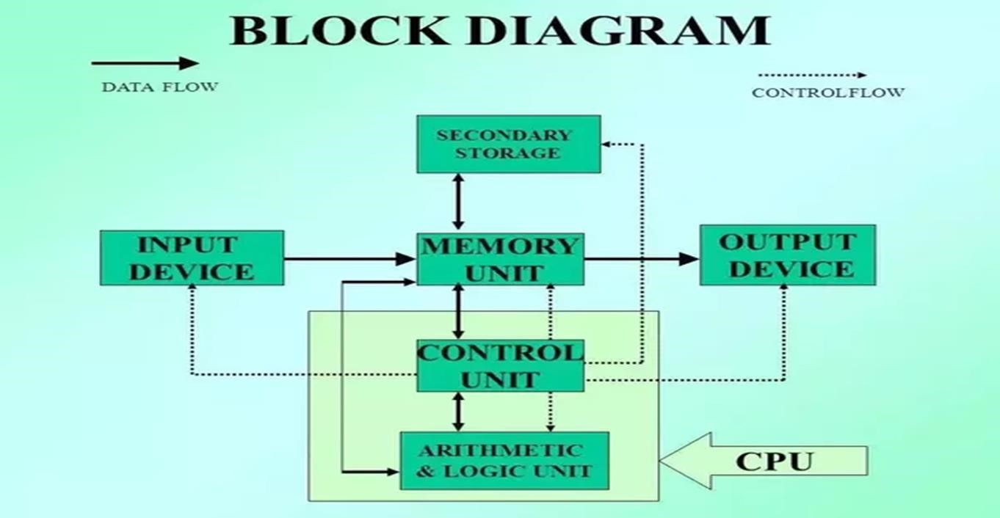 BLOCK DIAGRAM
DATA FLOW
CONTROLFLOW
SECONDARY
STORAGE
INPUT
DEVICE
MEMORY
UNIT
OUTPUT
DEVICE
CONTROL
UNIT
ARITHMETIC
& LOGIC UNIT
CPU